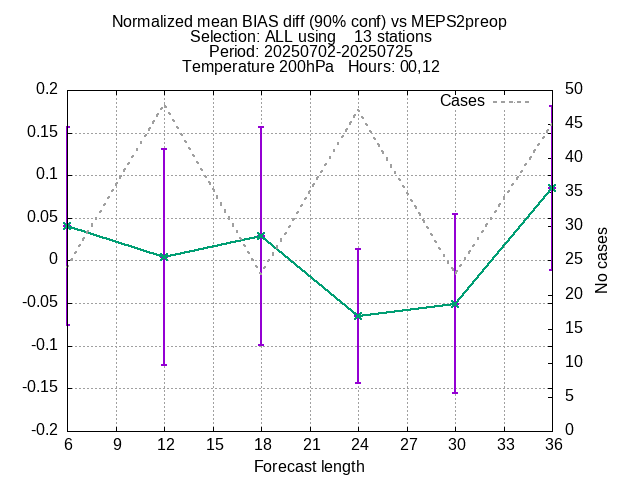 Normalized mean BIAS diff (90% conf) vs MEPS2preop
Selection: ALL using    13 stations
Period: 20250702-20250725
Temperature 200hPa   Hours: 00,12
Cases
0.2
0.15
0.1
0.05
0
-0.05
-0.1
-0.15
-0.2
50
45
40
35
30
25
20
15
10
5
0
No cases
6 9 12 15 18 21 24 27 30 33 36
Forecast length